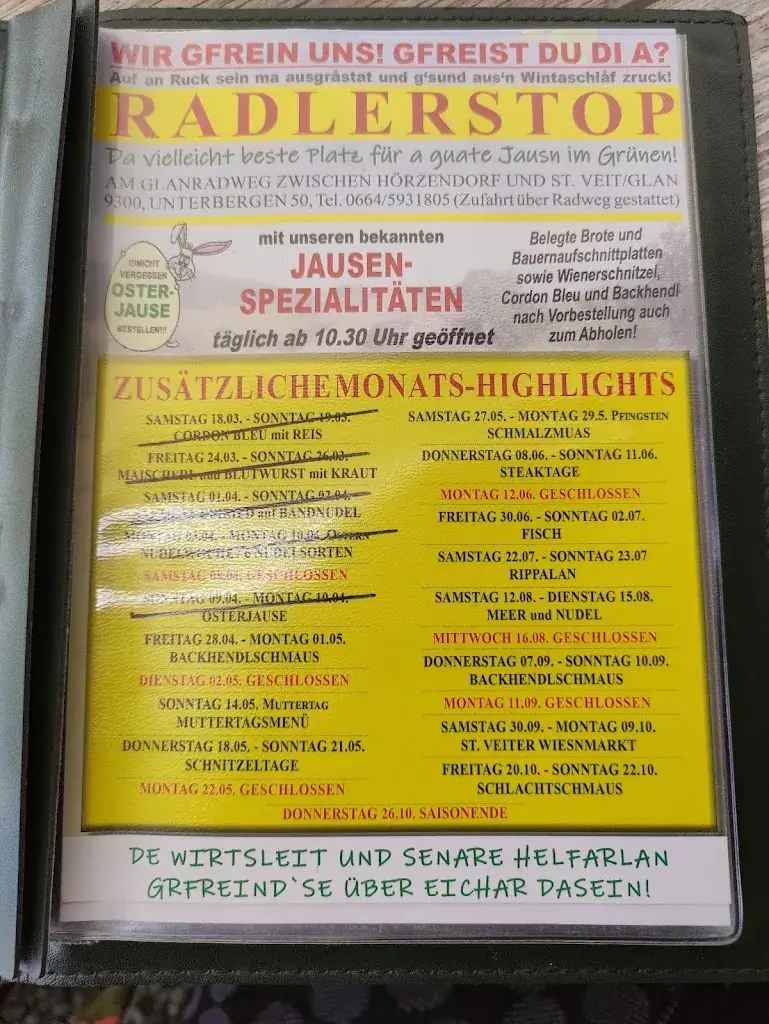 WIR GFREIN UNS! GFREIST DU DI A?
Auf an Ruck sein ma ausgråstat und g'sund aus'n Wintaschlåf zruck!
RADLERSTOP
Da vielleicht beste Platz für a guate Jausn im Grünen!
AM GLANRADWEG ZWISCHEN HÖRZENDORF UND ST. VEIT/GLAN
9300, UNTERBERGEN 50, Tel. 0664/5931805 (Zufahrt über Radweg gestattet)
!!!NICHT
VERGESSEN
OSTER-
JAUSE
BESTELLEN!!!
mit unseren bekannten
JAUSEN-
SPEZIALITÄTEN
täglich ab 10.30 Uhr geöffnet
Belegte Brote und
Bauernaufschnittplatten
sowie Wienerschnitzel,
Cordon Bleu und Backhendl
nach Vorbestellung auch
zum Abholen!
ZUSÄTZLICHE MONATS-HIGHLIGHTS
SAMSTAG 18.03. - SONNTAG 19.03.
CORDON BLEU mit REIS
FREITAG 24.03. - SONNTAG 26.03.
MAISCHERL und BLUTWURST mit KRAUT
SAMSTAG 01.04. - SONNTAG 02.04.
auf BANDNUDEL
MONTAG 03.04. - MONTAG 10.04. OSTERN
NUDELWOCHE / 6 NUDELSORTEN
SAMSTAG 08.04. GESCHLOSSEN
SONNTAG 09.04. - MONTAG 10.04.
OSTERJAUSE
FREITAG 28.04. - MONTAG 01.05.
BACKHENDLSCHMAUS
DIENSTAG 02.05. GESCHLOSSEN
SONNTAG 14.05. MUTTERTAG
MUTTERTAGSMENÜ
DONNERSTAG 18.05. - SONNTAG 21.05.
SCHNITZELTAGE
MONTAG 22.05. GESCHLOSSEN
SAMSTAG 27.05. - MONTAG 29.5. PFINGSTEN
SCHMALZMUAS
DONNERSTAG 08.06. - SONNTAG 11.06.
STEAKTAGE
MONTAG 12.06. GESCHLOSSEN
FREITAG 30.06. - SONNTAG 02.07.
FISCH
SAMSTAG 22.07. - SONNTAG 23.07
RIPPALAN
SAMSTAG 12.08. - DIENSTAG 15.08.
MEER und NUDEL
MITTWOCH 16.08. GESCHLOSSEN
DONNERSTAG 07.09. - SONNTAG 10.09.
BACKHENDLSCHMAUS
MONTAG 11.09. GESCHLOSSEN
SAMSTAG 30.09. - MONTAG 09.10.
ST. VEITER WIESNMARKT
FREITAG 20.10. - SONNTAG 22.10.
SCHLACHTSCHMAUS
DONNERSTAG 26.10. SAISONENDE
DE WIRTSLEIT UND SENARE HELFARLAN
GRFREIND`SE ÜBER EICHAR DASEIN!